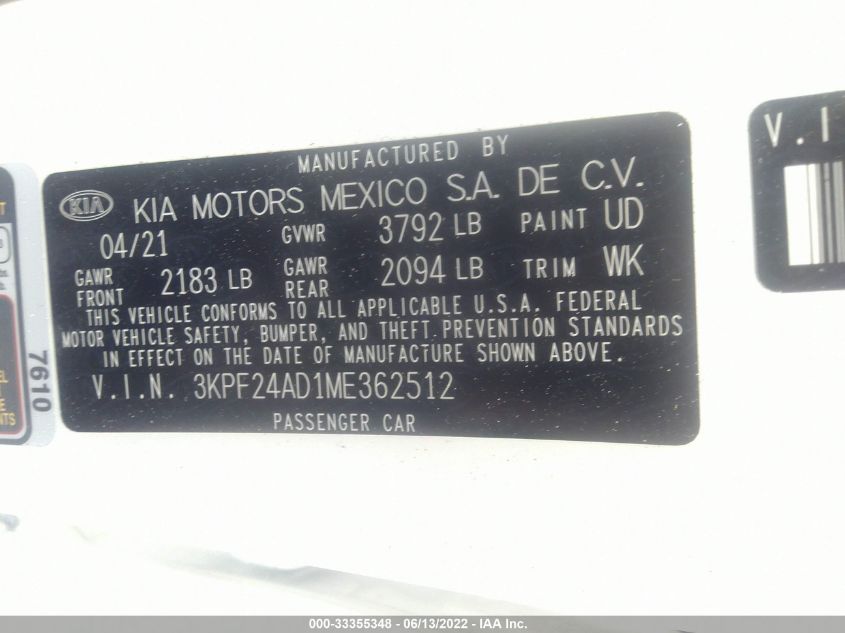 MANUFACTURED BY
KIA KIA MOTORS MEXICO S.A. DE C.V.
04/21 GVWR 3792 LB PAINT UD
GAWR FRONT 2183 LB GAWR REAR 2094 LB TRIM WK
THIS VEHICLE CONFORMS TO ALL APPLICABLE U.S.A. FEDERAL
MOTOR VEHICLE SAFETY, BUMPER, AND THEFT PREVENTION STANDARDS
IN EFFECT ON THE DATE OF MANUFACTURE SHOWN ABOVE.
V.I.N. 3KPF24AD1ME362512
PASSENGER CAR
7610
V.I
000-33355348 - 06/13/2022 - IAAI.com